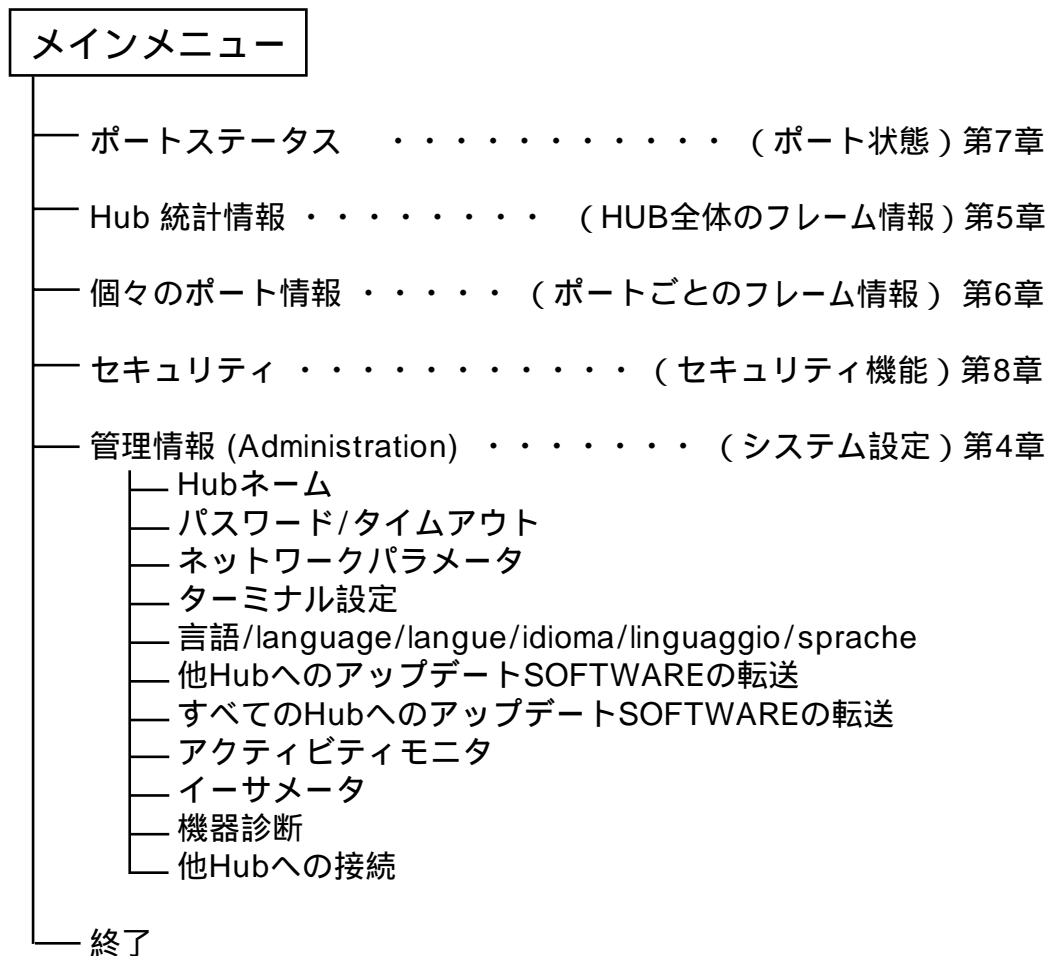 メインメニュー
ポートステータス ・・・・・・・・・・・ (ポート状態) 第7章
Hub 統計情報 ・・・・・・・・ (HUB全体のフレーム情報) 第5章
個々のポート情報 ・・・・・ (ポートごとのフレーム情報) 第6章
セキュリティ ・・・・・・・・・・・ (セキュリティ機能) 第8章
管理情報 (Administration) ・・・・・・・ (システム設定) 第4章
Hubネーム
パスワード/タイムアウト
ネットワークパラメータ
ターミナル設定
言語/language/langue/idioma/linguaggio/sprache
他HubへのアップデートSOFTWAREの転送
すべてのHubへのアップデートSOFTWAREの転送
アクティビティモニタ
イーサメータ
機器診断
他Hubへの接続
終了